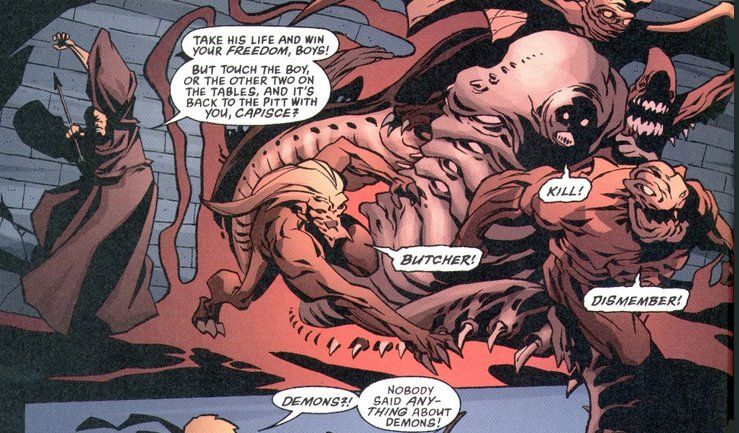 TAKE HIS LIFE AND WIN
YOUR FREEDOM, BOYS!
BUT TOUCH THE BOY,
OR THE OTHER TWO ON
THE TABLES, AND IT'S
BACK TO THE PITT WITH
YOU, CAPISCE?
KILL!
BUTCHER!
DISMEMBER!
DEMONS?!
NOBODY
SAID ANY-
THING ABOUT
DEMONS!